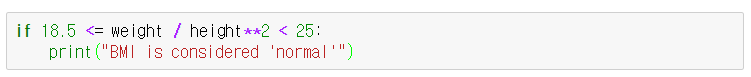 if 18.5 <= weight / height**2 < 25:
    print("BMI is considered 'normal'")